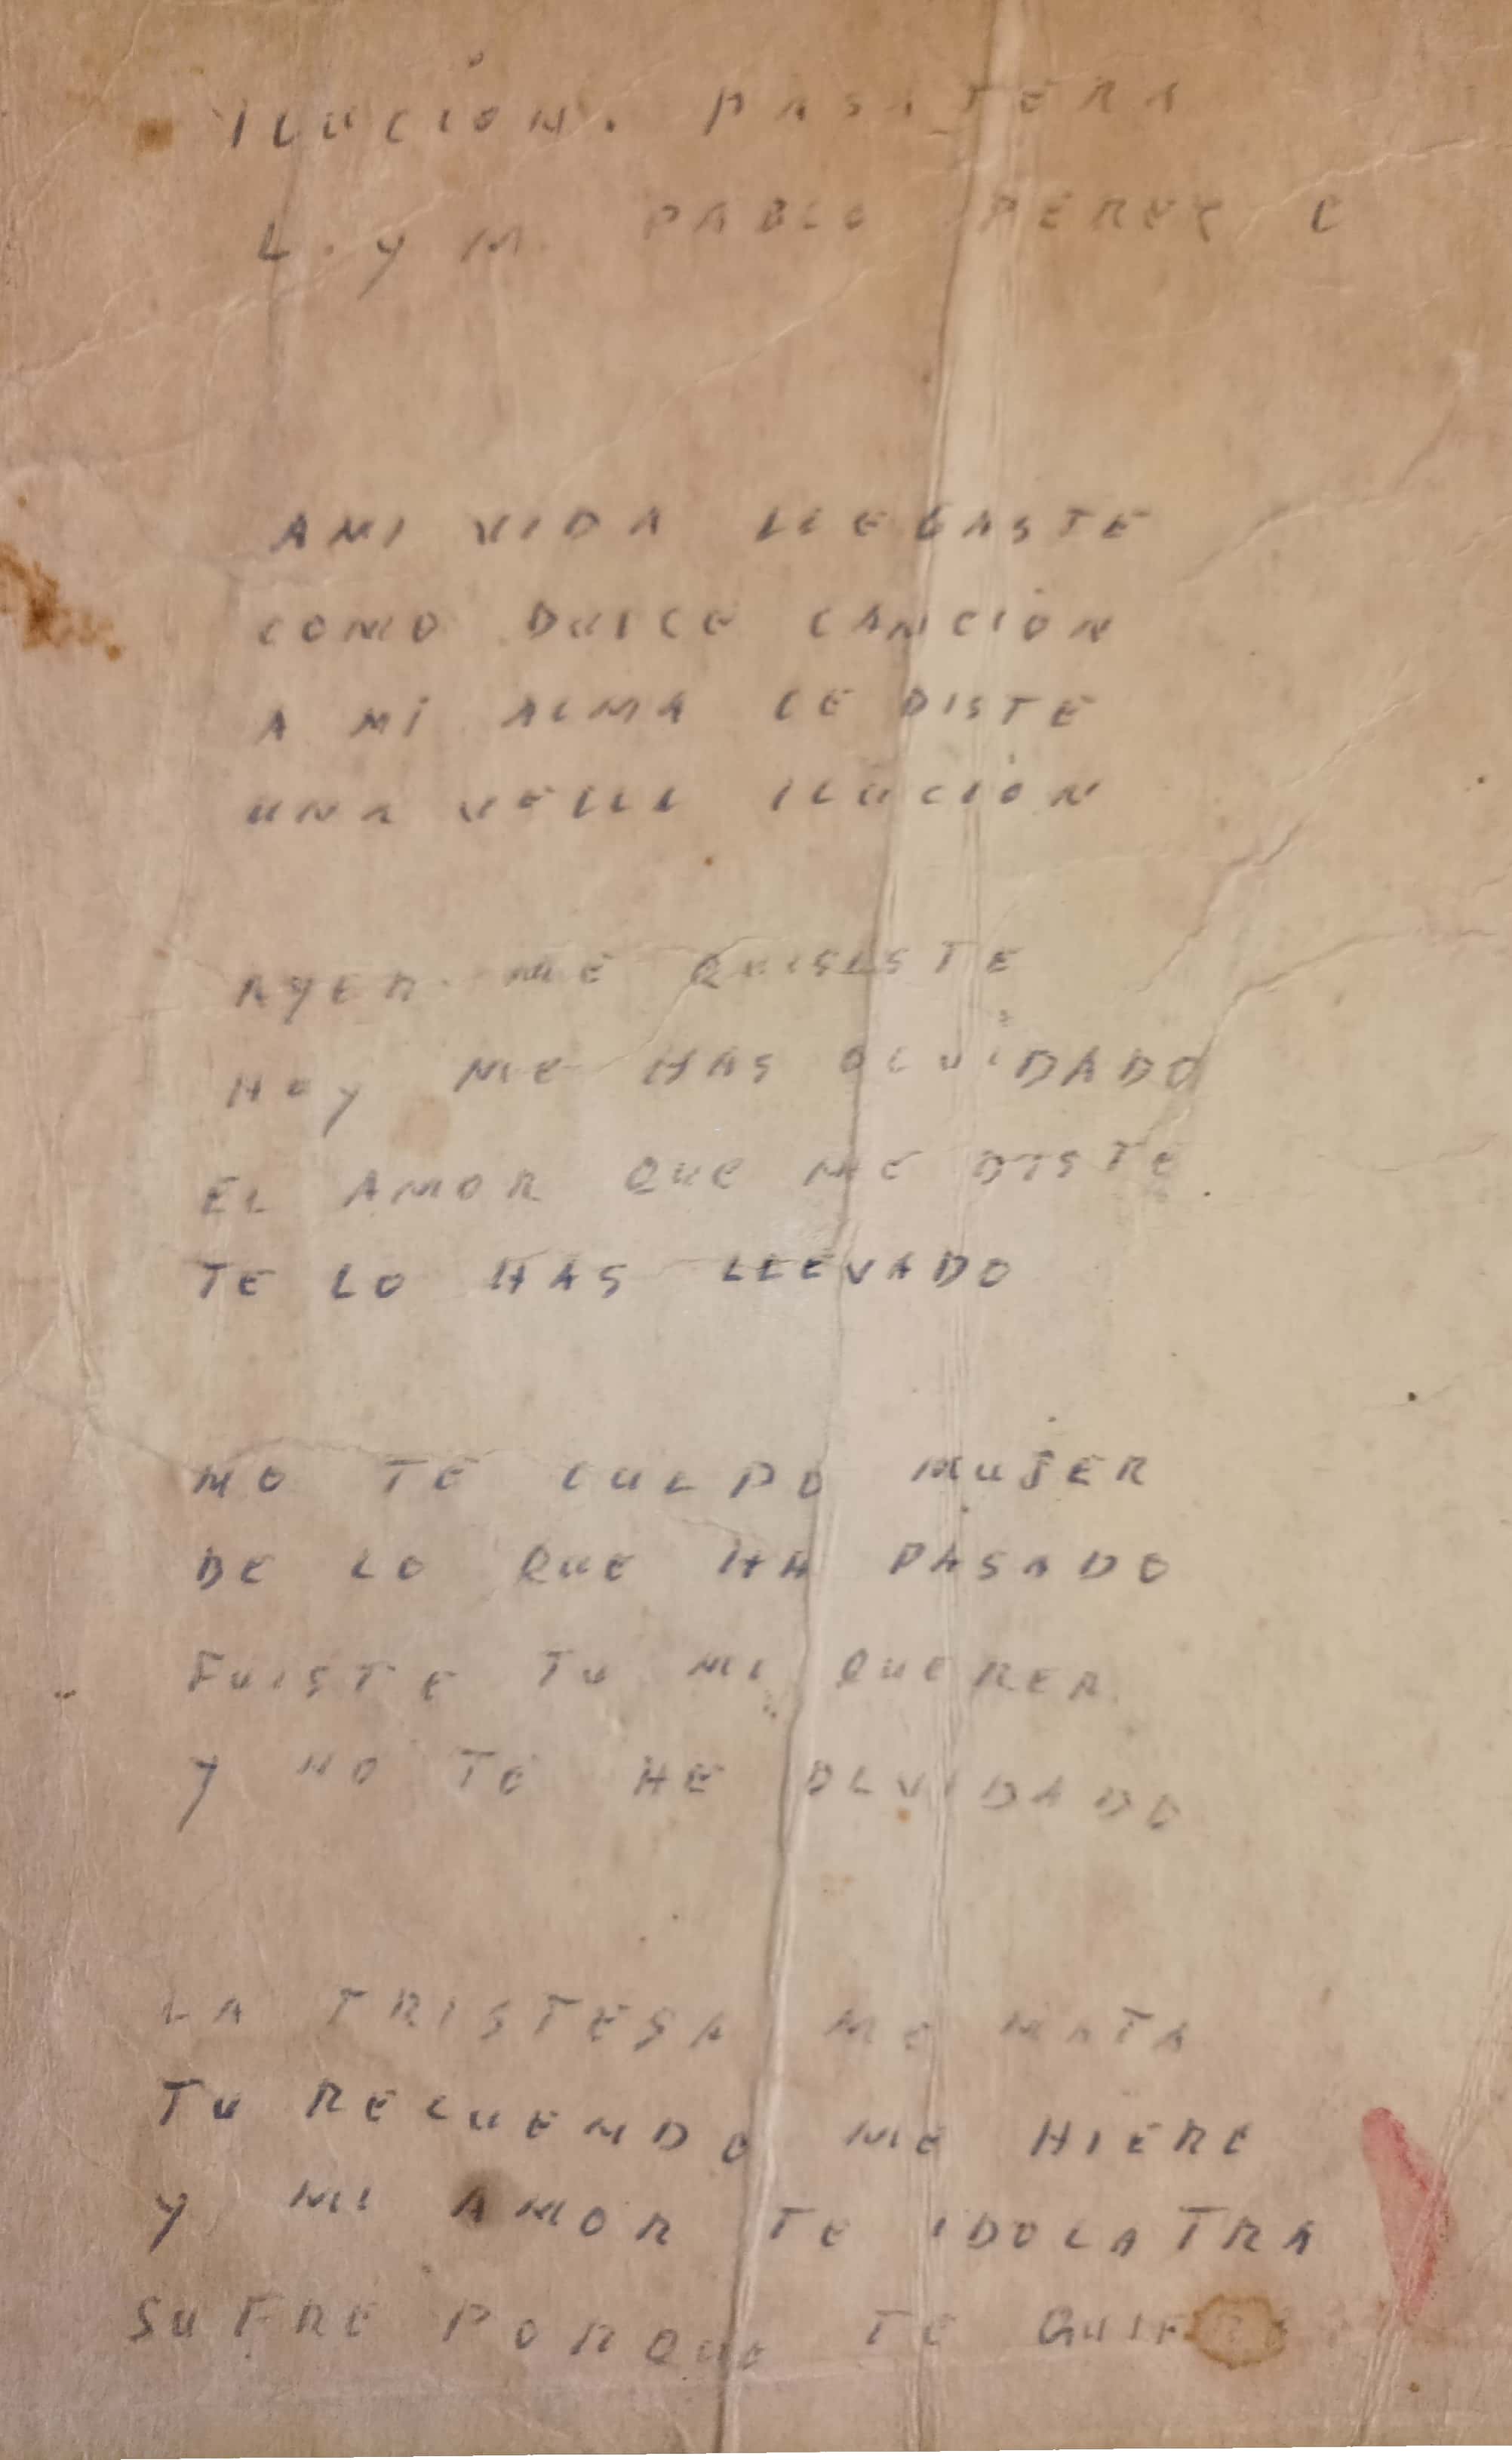 ILUCIÓN. PASAJERA
L. y M. PABLO PEREZ C
AMI VIDA LLEGASTE
COMO DULCE CANCIÓN
A MI ALMA LE DISTE
UNA VELLA ILUCIÓN
AYER ME QUISISTE
HOY ME HAS OLVIDADO
EL AMOR QUE ME DISTE
TE LO HAS LLEVADO
NO TE CULPO MUJER
DE LO QUE HA PASADO
FUISTE TU MI QUERER
Y NO TE HE OLVIDADO
LA TRISTESA ME MATA
TU RECUERDO ME HIERE
Y MI AMOR TE IDOLATRA
SUFRE PORQUE TE QUIERE